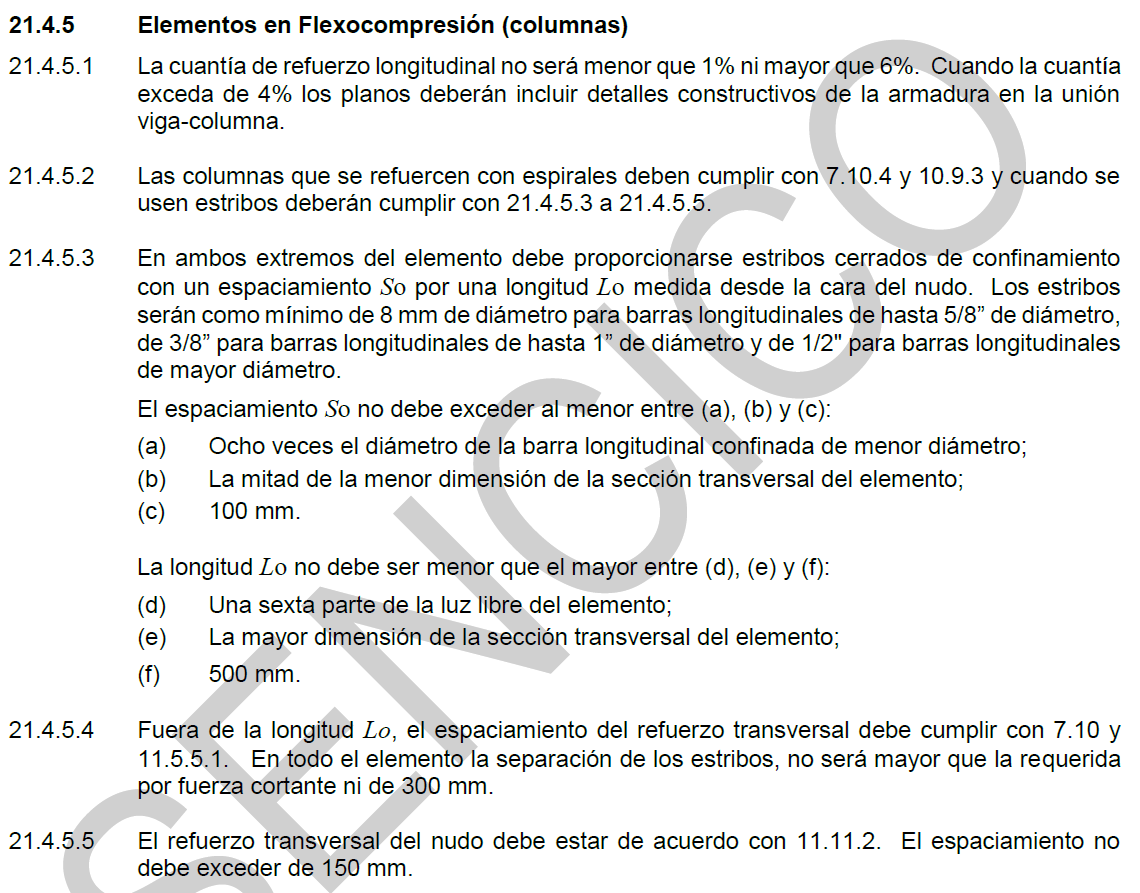 21.4.5 Elementos en Flexocompresión (columnas)
21.4.5.1 La cuantía de refuerzo longitudinal no será menor que 1% ni mayor que 6%. Cuando la cuantía
exceda de 4% los planos deberán incluir detalles constructivos de la armadura en la unión
viga-columna.
21.4.5.2 Las columnas que se refuercen con espirales deben cumplir con 7.10.4 y 10.9.3 y cuando se
usen estribos deberán cumplir con 21.4.5.3 a 21.4.5.5.
21.4.5.3 En ambos extremos del elemento debe proporcionarse estribos cerrados de confinamiento
con un espaciamiento So por una longitud Lo medida desde la cara del nudo. Los estribos
serán como mínimo de 8 mm de diámetro para barras longitudinales de hasta 5/8” de diámetro,
de 3/8” para barras longitudinales de hasta 1” de diámetro y de 1/2" para barras longitudinales
de mayor diámetro.
El espaciamiento So no debe exceder al menor entre (a), (b) y (c):
(a) Ocho veces el diámetro de la barra longitudinal confinada de menor diámetro;
(b) La mitad de la menor dimensión de la sección transversal del elemento;
(c) 100 mm.
La longitud Lo no debe ser menor que el mayor entre (d), (e) y (f):
(d) Una sexta parte de la luz libre del elemento;
(e) La mayor dimensión de la sección transversal del elemento;
(f) 500 mm.
21.4.5.4 Fuera de la longitud Lo, el espaciamiento del refuerzo transversal debe cumplir con 7.10 y
11.5.5.1. En todo el elemento la separación de los estribos, no será mayor que la requerida
por fuerza cortante ni de 300 mm.
21.4.5.5 El refuerzo transversal del nudo debe estar de acuerdo con 11.11.2. El espaciamiento no
debe exceder de 150 mm.
SENCICO